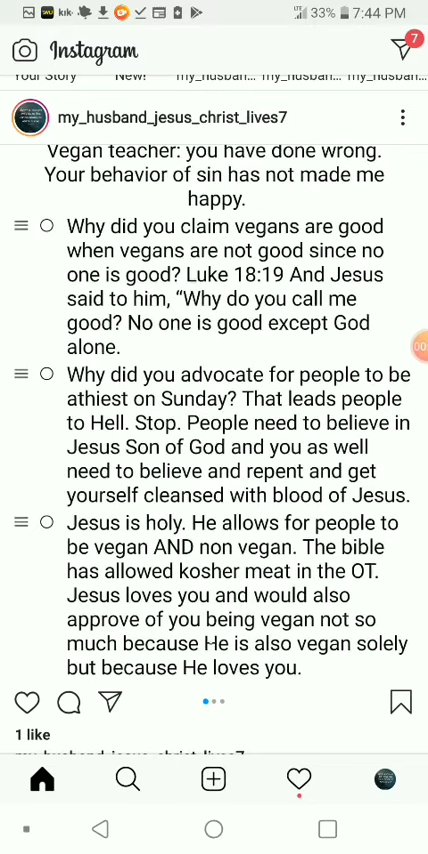 33% 7:44 PM
Instagram
7
Your Story New! my_husban... my_husban... my_husban...
my_husband_jesus_christ_lives7
Vegan teacher: you have done wrong.
Your behavior of sin has not made me
happy.
Why did you claim vegans are good
when vegans are not good since no
one is good? Luke 18:19 And Jesus
said to him, “Why do you call me
good? No one is good except God
alone.
Why did you advocate for people to be
athiest on Sunday? That leads people
to Hell. Stop. People need to believe in
Jesus Son of God and you as well
need to believe and repent and get
yourself cleansed with blood of Jesus.
Jesus is holy. He allows for people to
be vegan AND non vegan. The bible
has allowed kosher meat in the OT.
Jesus loves you and would also
approve of you being vegan not so
much because He is also vegan solely
but because He loves you.
1 like
my_husband_jesus_christ_lives7